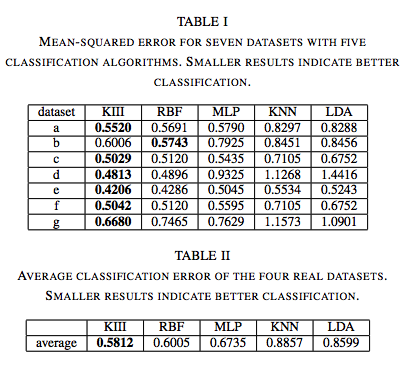 TABLE I
MEAN-SQUARED ERROR FOR SEVEN DATASETS WITH FIVE
CLASSIFICATION ALGORITHMS. SMALLER RESULTS INDICATE BETTER
CLASSIFICATION.
dataset KIII RBF MLP KNN LDA
a 0.5520 0.5691 0.5790 0.8297 0.8288
b 0.6006 0.5743 0.7925 0.8451 0.8456
c 0.5029 0.5120 0.5435 0.7105 0.6752
d 0.4813 0.4896 0.9325 1.1268 1.4416
e 0.4206 0.4286 0.5045 0.5534 0.5243
f 0.5042 0.5120 0.5595 0.7105 0.6752
g 0.6680 0.7465 0.7629 1.1573 1.0901
TABLE II
AVERAGE CLASSIFICATION ERROR OF THE FOUR REAL DATASETS.
SMALLER RESULTS INDICATE BETTER CLASSIFICATION.
KIII RBF MLP KNN LDA
average 0.5812 0.6005 0.6735 0.8857 0.8599